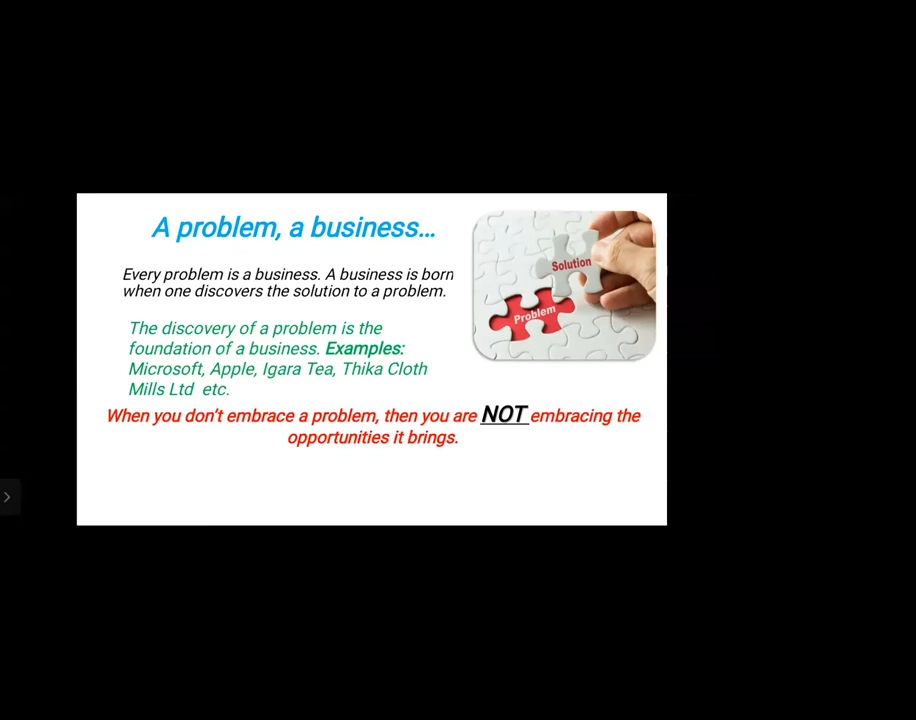 A problem, a business...
Every problem is a business. A business is born
when one discovers the solution to a problem.
Solution
Problem
The discovery of a problem is the
foundation of a business. Examples:
Microsoft, Apple, Igara Tea, Thika Cloth
Mills Ltd  etc.
When you don't embrace a problem, then you are NOT embracing the
opportunities it brings.